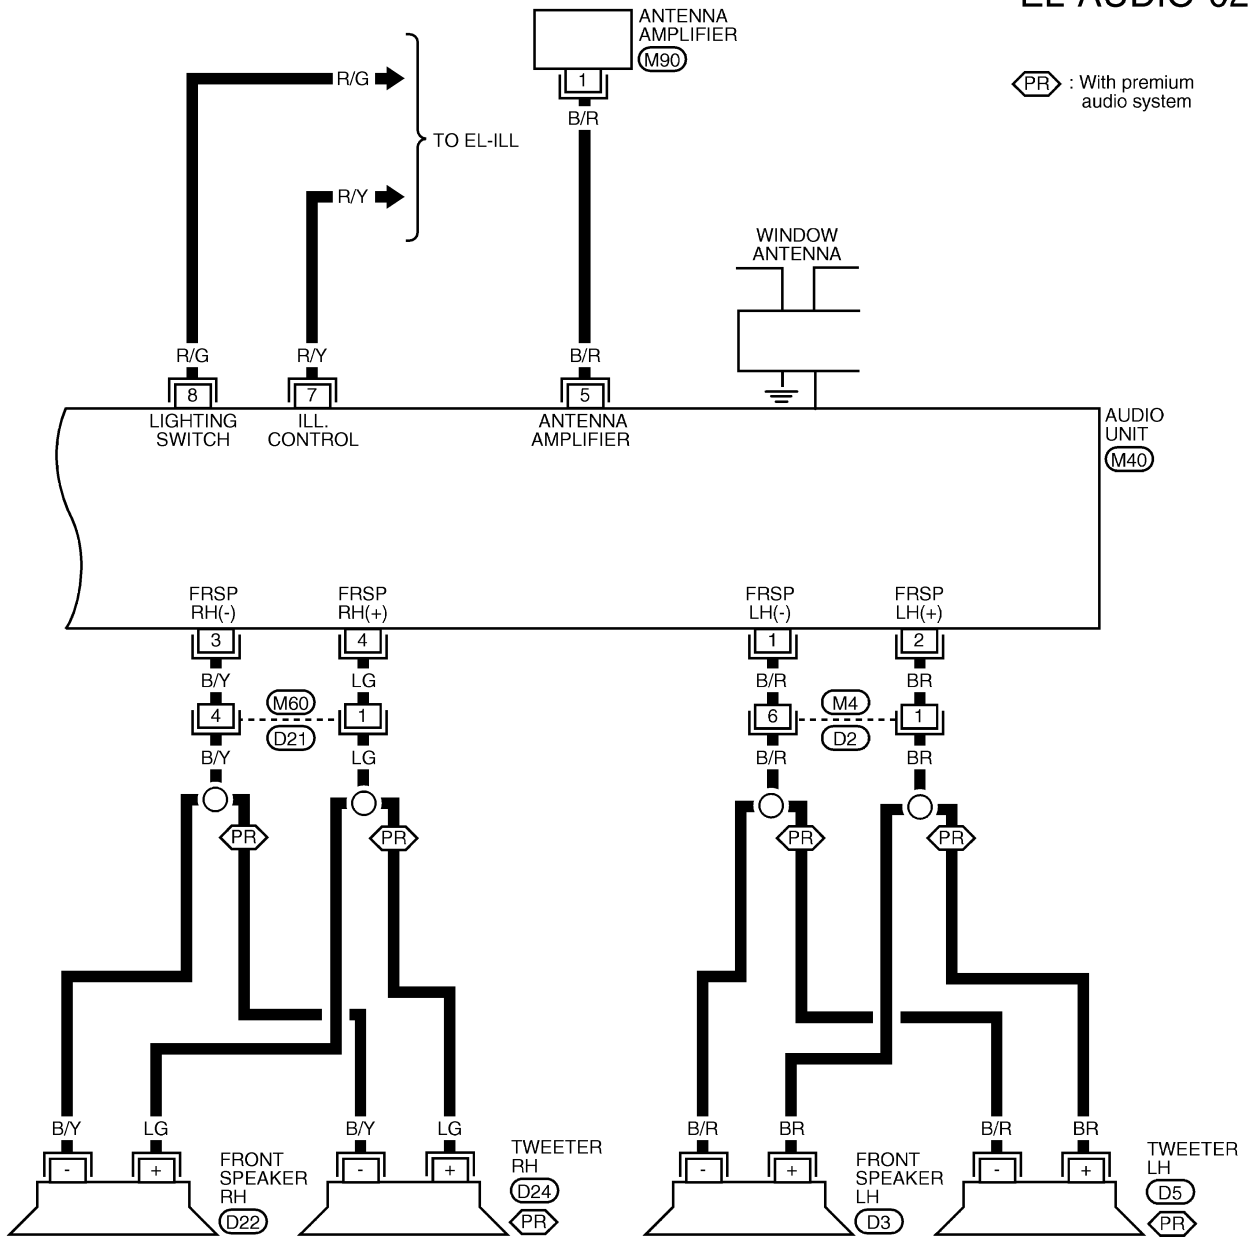 EL-AUDIO-02
ANTENNA
AMPLIFIER
M90
1
B/R
PR : With premium
audio system
R/G
TO EL-ILL
R/Y
WINDOW
ANTENNA
R/G
R/Y
B/R
8
7
5
LIGHTING
SWITCH
ILL.
CONTROL
ANTENNA
AMPLIFIER
AUDIO
UNIT
M40
FRSP
RH(-)
FRSP
RH(+)
FRSP
LH(-)
FRSP
LH(+)
3
4
1
2
B/Y
LG
B/R
BR
4
M60
D21
1
6
M4
D2
1
B/Y
LG
B/R
BR
PR
PR
PR
PR
B/Y
LG
B/Y
LG
B/R
BR
B/R
BR
-
+
-
+
-
+
-
+
FRONT
SPEAKER
RH
D22
TWEETER
RH
D24
PR
FRONT
SPEAKER
LH
D3
TWEETER
LH
D5
PR